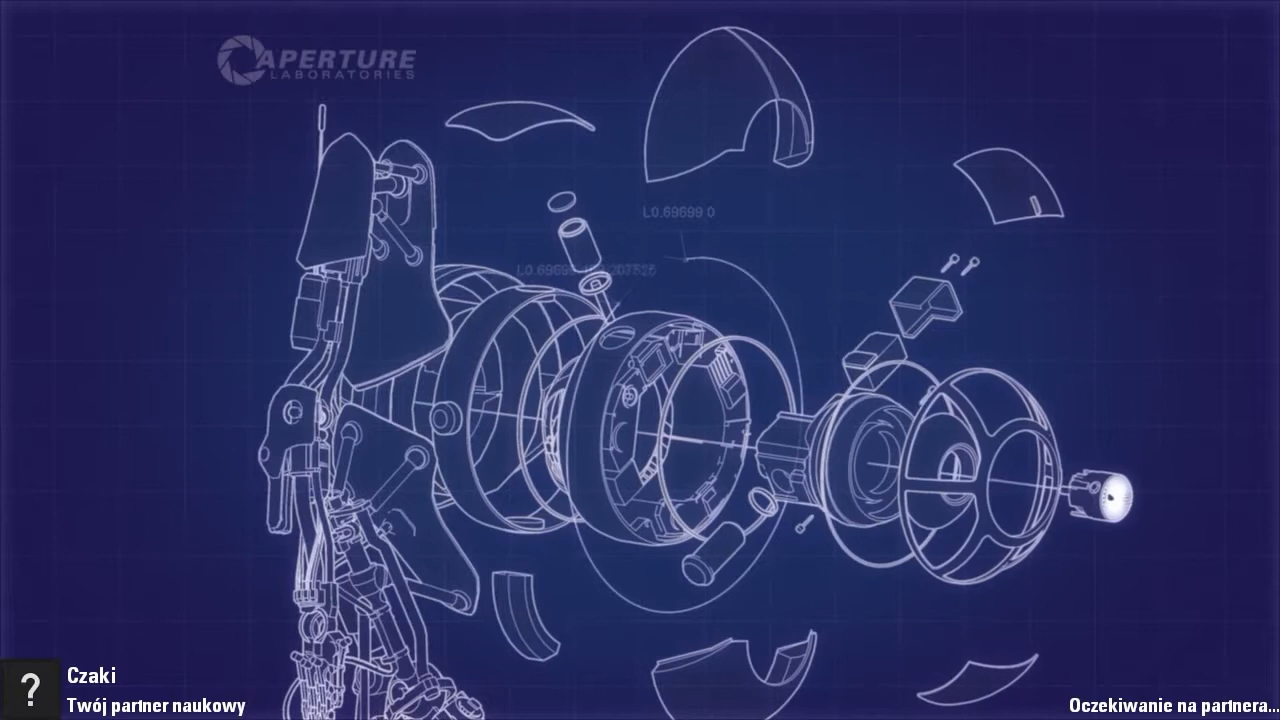 APERTURE
LABORATORIES
L0.69699 0
?
Czaki
Twój partner naukowy
Oczekiwanie na partnera...